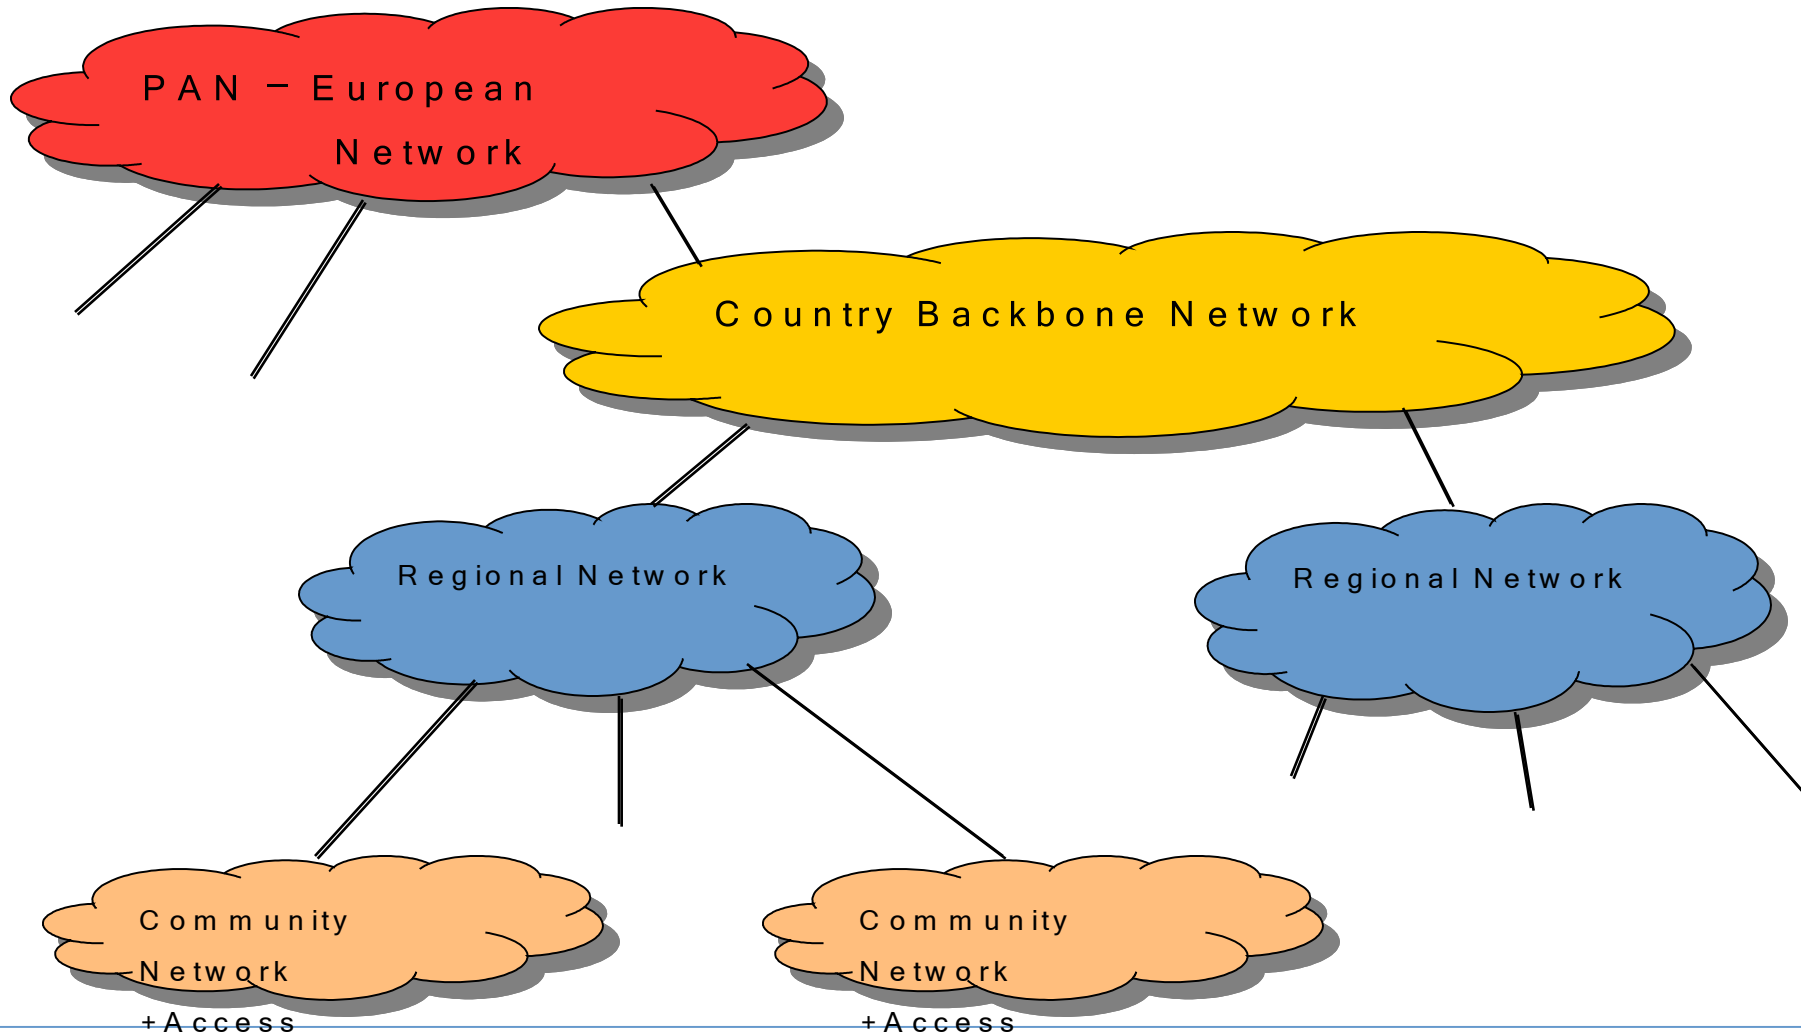 PAN – European
Network
Country Backbone Network
Regional Network
Regional Network
Community
Network
+Access
Community
Network
+Access